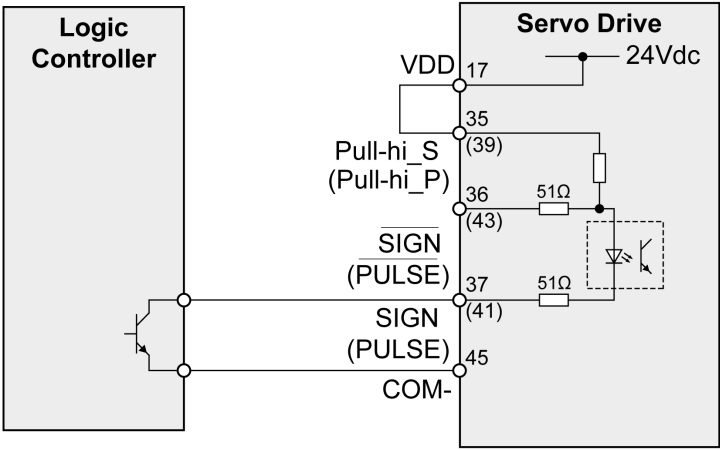 Logic
Controller
Servo Drive
24Vdc
VDD
17
35
(39)
Pull-hi_S
(Pull-hi_P)
36
(43)
51Ω
SIGN
(PULSE)
37
(41)
51Ω
SIGN
(PULSE)
45
COM-